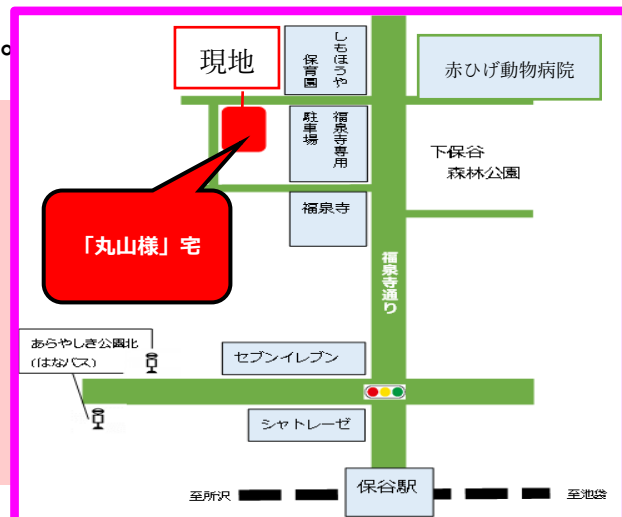 現地
しもほうや
保育園
赤ひげ動物病院
福泉寺専用
駐車場
下保谷
森林公園
福泉寺
「丸山様」宅
福泉寺通り
あらやしき公園北
(はなバス)
セブンイレブン
シャトレーゼ
保谷駅
至所沢
至池袋